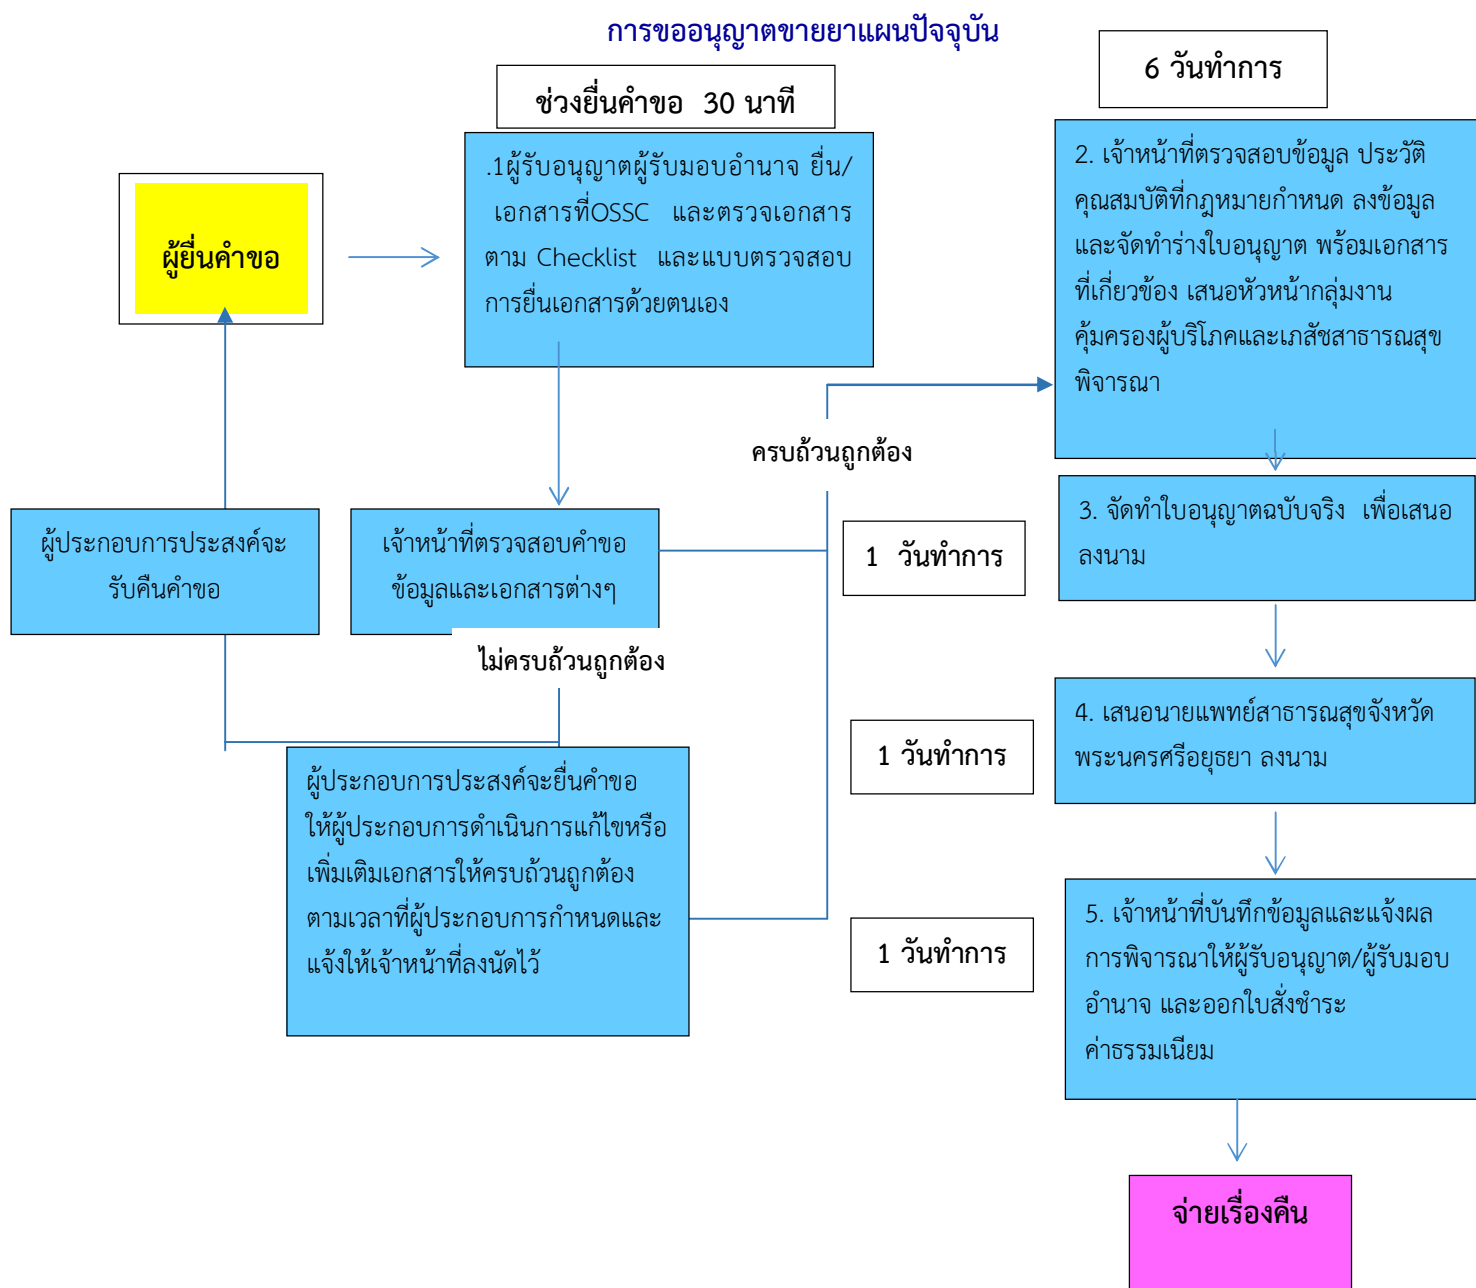 การขออนุญาตขายยาแผนปัจจุบัน
6 วันทำการ
ช่วงยื่นคำขอ 30 นาที
.1ผู้รับอนุญาตผู้รับมอบอำนาจ ยื่น/
เอกสารที่OSSC และตรวจเอกสาร
ตาม Checklist และแบบตรวจสอบ
การยื่นเอกสารด้วยตนเอง
ผู้ยื่นคำขอ
2. เจ้าหน้าที่ตรวจสอบข้อมูล ประวัติ
คุณสมบัติที่กฎหมายกำหนด ลงข้อมูล
และจัดทำร่างใบอนุญาต พร้อมเอกสาร
ที่เกี่ยวข้อง เสนอหัวหน้ากลุ่มงาน
คุ้มครองผู้บริโภคและเภสัชสาธารณสุข
พิจารณา
ครบถ้วนถูกต้อง
ผู้ประกอบการประสงค์จะ
รับคืนคำขอ
เจ้าหน้าที่ตรวจสอบคำขอ
ข้อมูลและเอกสารต่างๆ
1 วันทำการ
3. จัดทำใบอนุญาตฉบับจริง เพื่อเสนอ
ลงนาม
ไม่ครบถ้วนถูกต้อง
1 วันทำการ
4. เสนอนายแพทย์สาธารณสุขจังหวัด
พระนครศรีอยุธยา ลงนาม
ผู้ประกอบการประสงค์จะยื่นคำขอ
ให้ผู้ประกอบการดำเนินการแก้ไขหรือ
เพิ่มเติมเอกสารให้ครบถ้วนถูกต้อง
ตามเวลาที่ผู้ประกอบการกำหนดและ
แจ้งให้เจ้าหน้าที่ลงนัดไว้
1 วันทำการ
5. เจ้าหน้าที่บันทึกข้อมูลและแจ้งผล
การพิจารณาให้ผู้รับอนุญาต/ผู้รับมอบ
อำนาจ และออกใบสั่งชำระ
ค่าธรรมเนียม
จ่ายเรื่องคืน